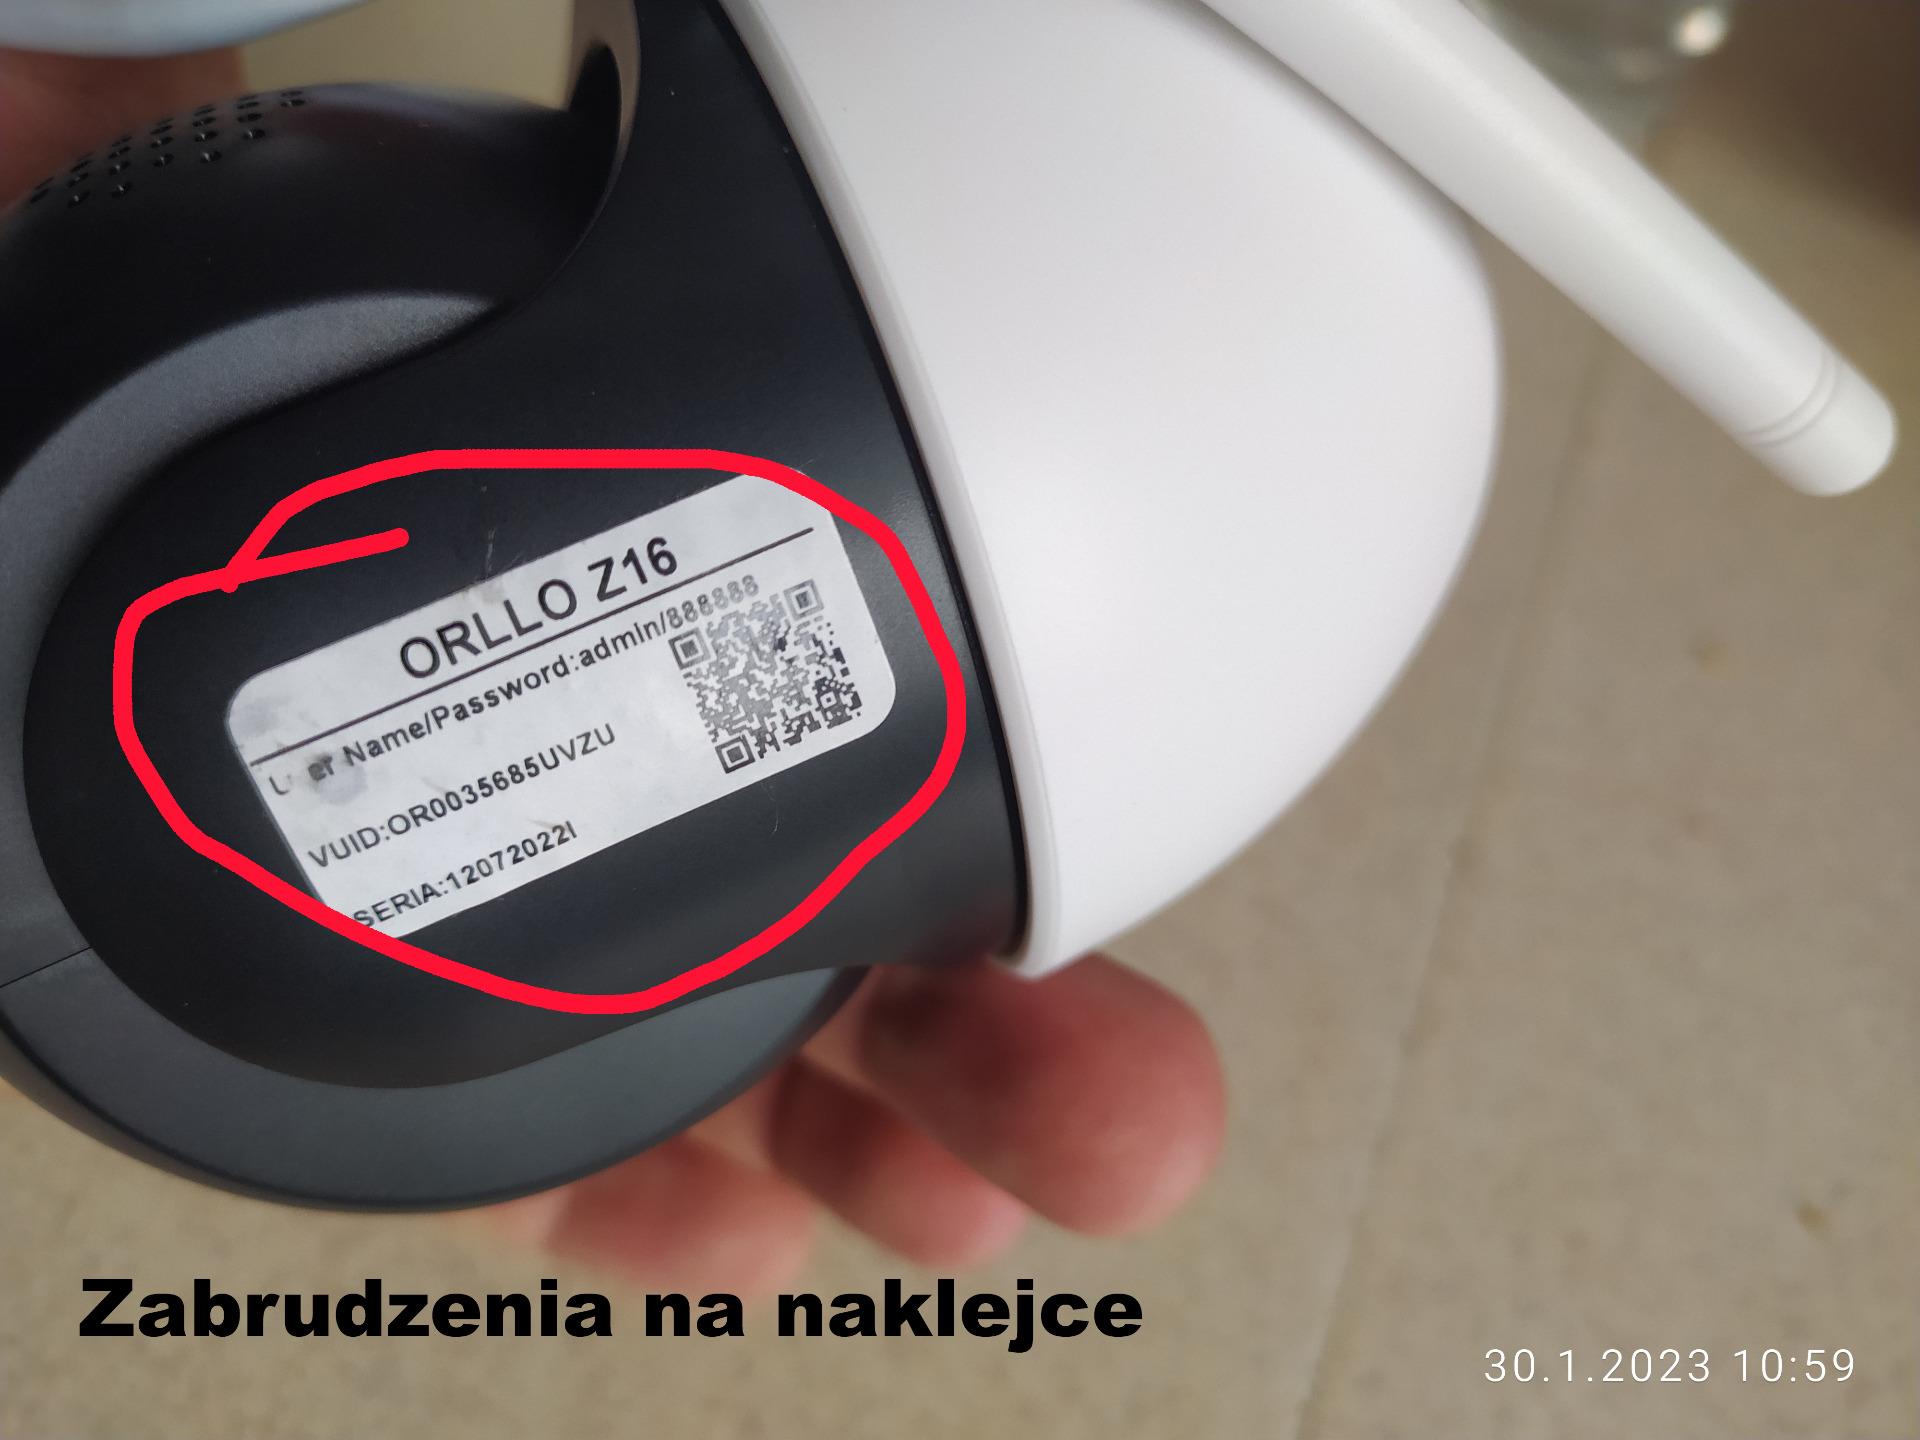 ORLLO Z16
Name/Password:admin/888888
VUID:OR0035685UVZU
SERIA:12072022I
Zabrudzenia na naklejce
30.1.2023 10:59